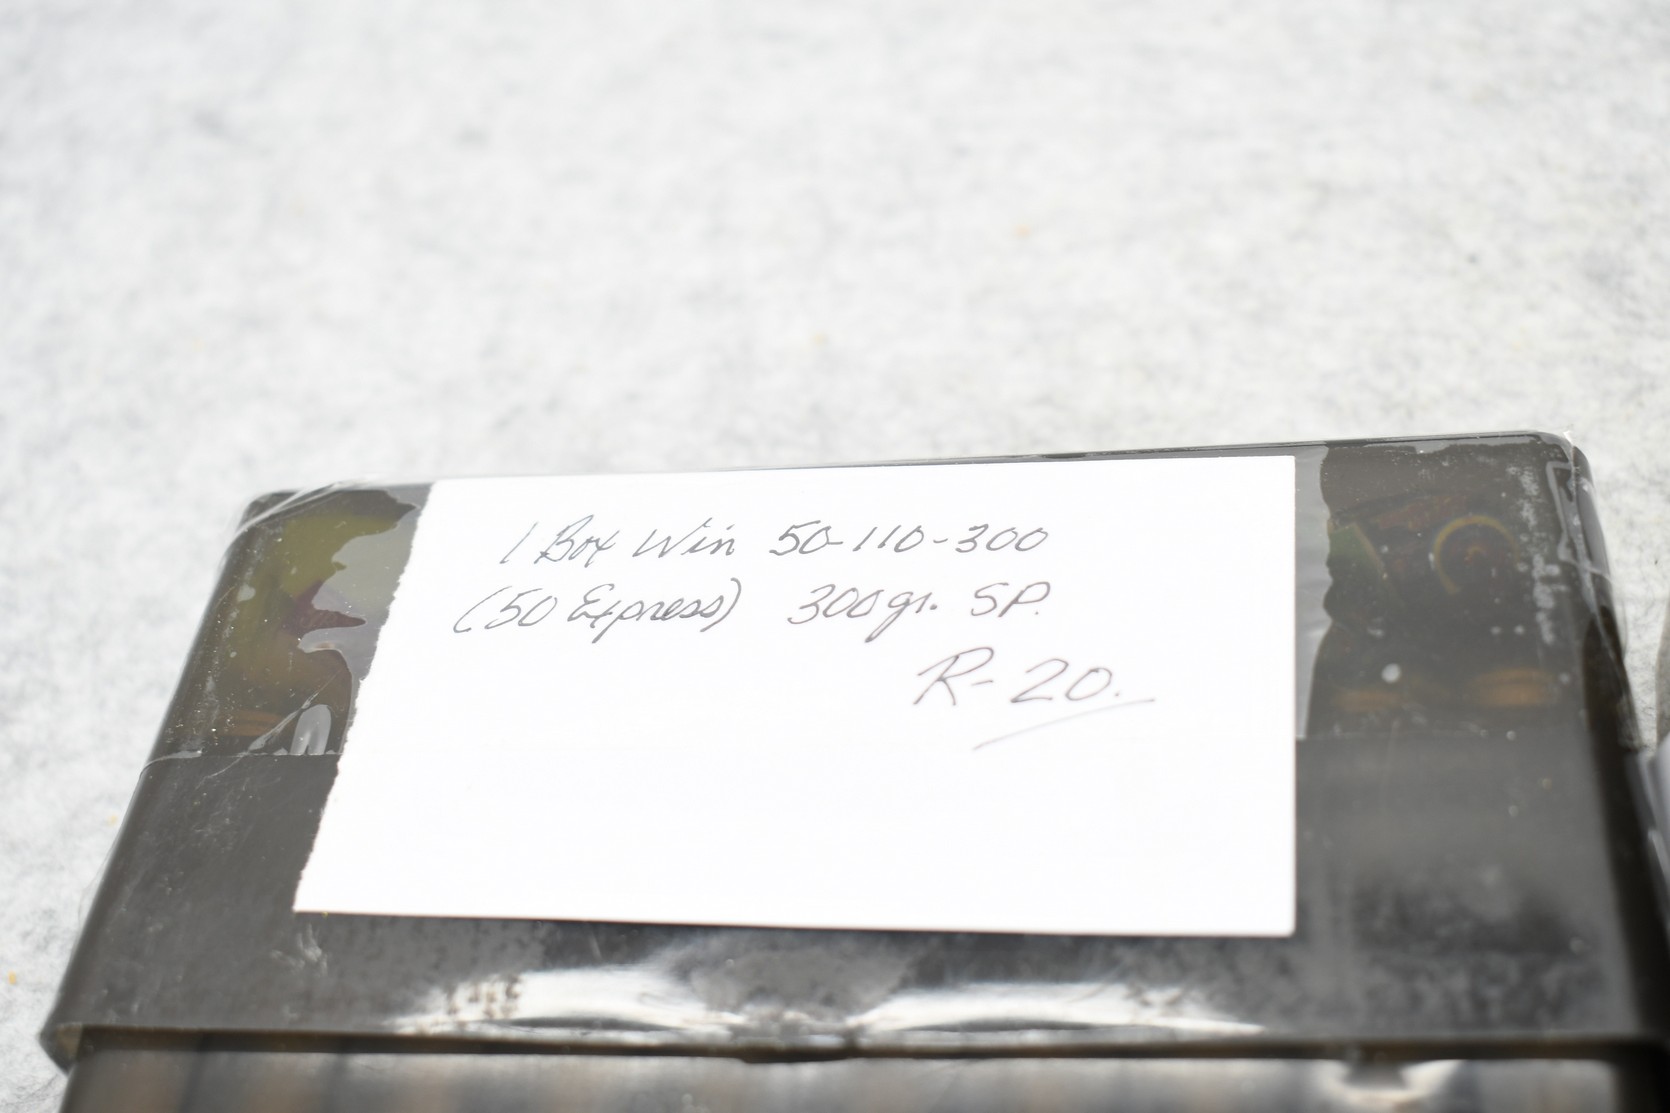 1 Box Win 50-110-300
(50 Express) 300gr. SP.
R-20.